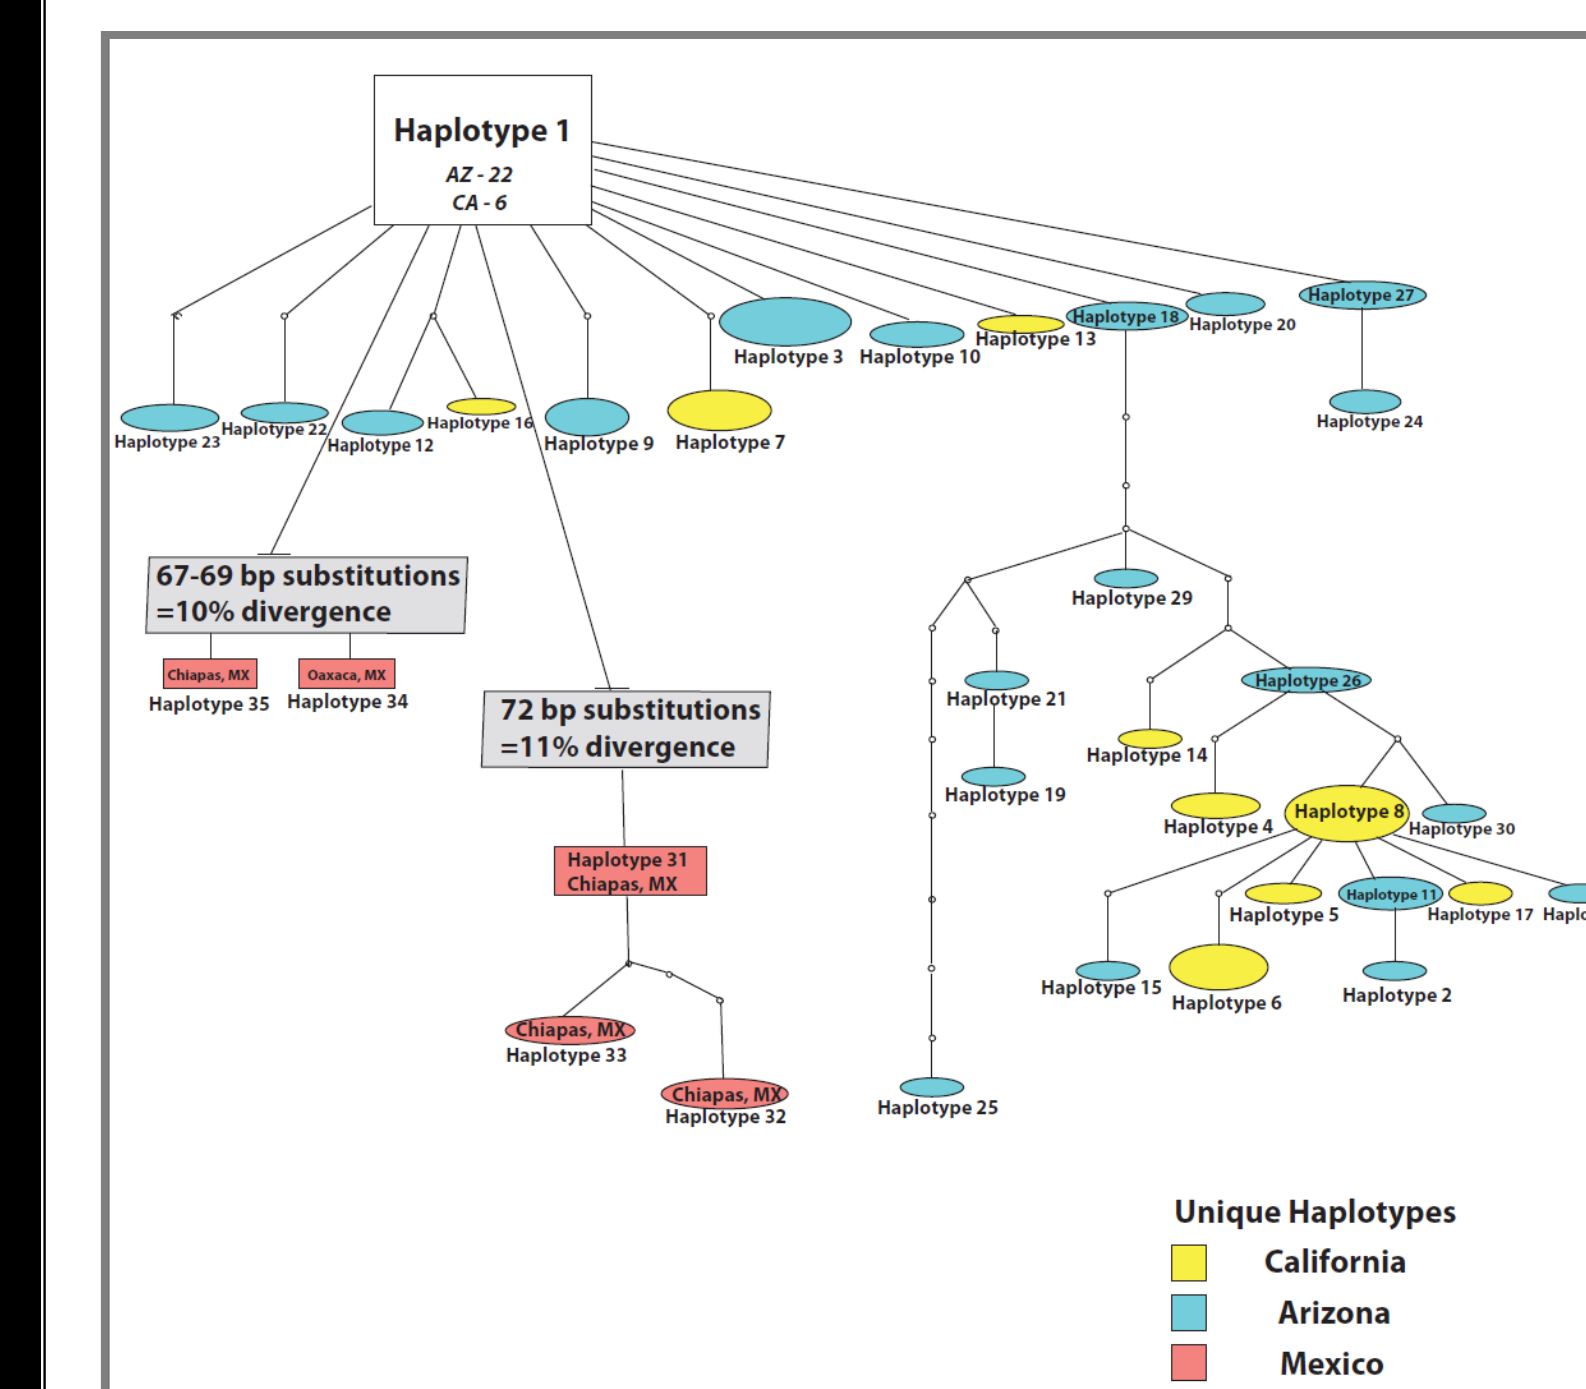 Haplotype 1
AZ - 22
CA - 6
Haplotype 27
Haplotype 18
Haplotype 20
Haplotype 13
Haplotype 3
Haplotype 10
Haplotype 24
Haplotype 23
Haplotype 22
Haplotype 12
Haplotype 16
Haplotype 9
Haplotype 7
67-69 bp substitutions
=10% divergence
Chiapas, MX
Haplotype 35
Oaxaca, MX
Haplotype 34
72 bp substitutions
=11% divergence
Haplotype 31
Chiapas, MX
Chiapas, MX
Haplotype 33
Chiapas, MX
Haplotype 32
Haplotype 29
Haplotype 21
Haplotype 19
Haplotype 25
Haplotype 26
Haplotype 14
Haplotype 4
Haplotype 8
Haplotype 30
Haplotype 5
Haplotype 11
Haplotype 17
Haplo
Haplotype 15
Haplotype 6
Haplotype 2
Unique Haplotypes
California
Arizona
Mexico